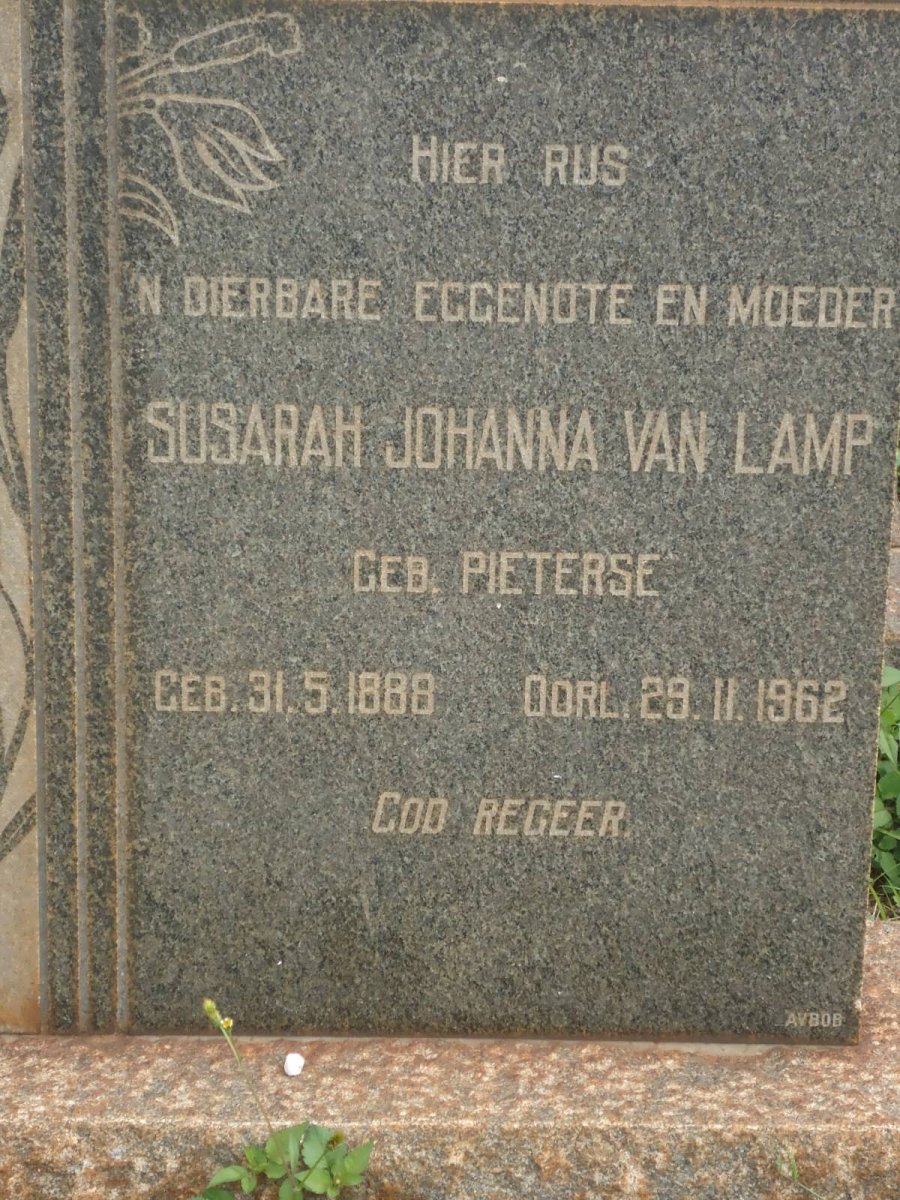 HIER RUS
'N DIERBARE EGGENOTE EN MOEDER
SUSARAH JOHANNA VAN LAMP
GEB. PIETERSE
GEB. 31.5.1888 OORL. 29.11.1962
GOD REGEER.
AVBOB